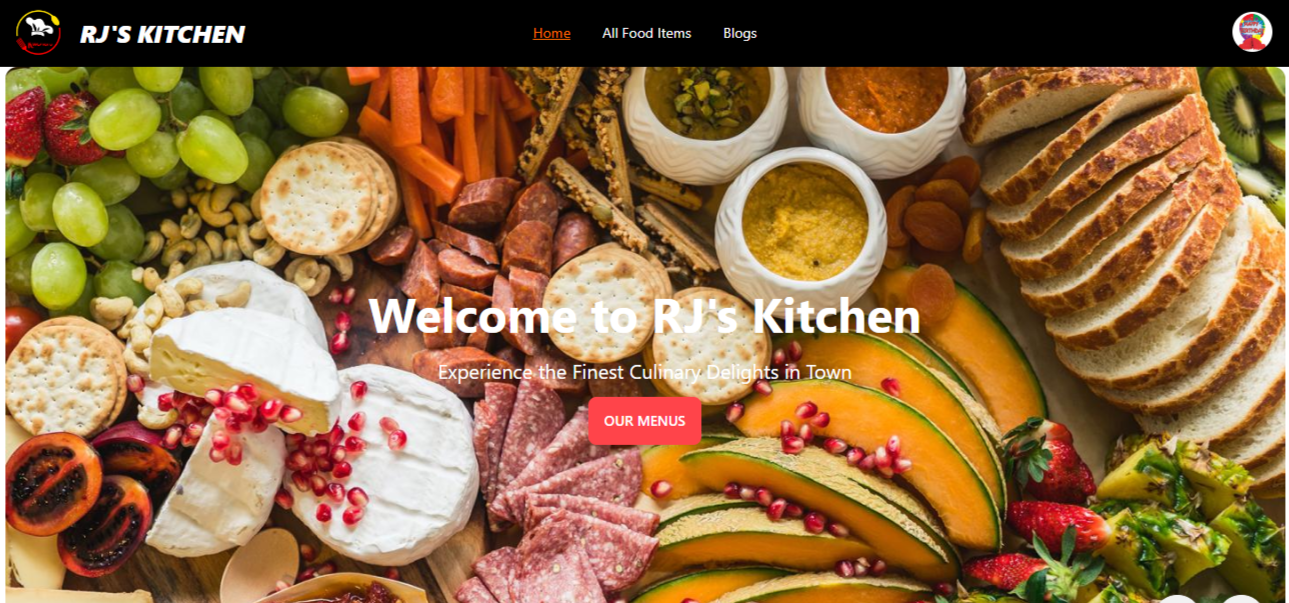 RJ'S KITCHEN
Home
All Food Items
Blogs
Welcome to RJ's Kitchen
Experience the Finest Culinary Delights in Town
OUR MENUS